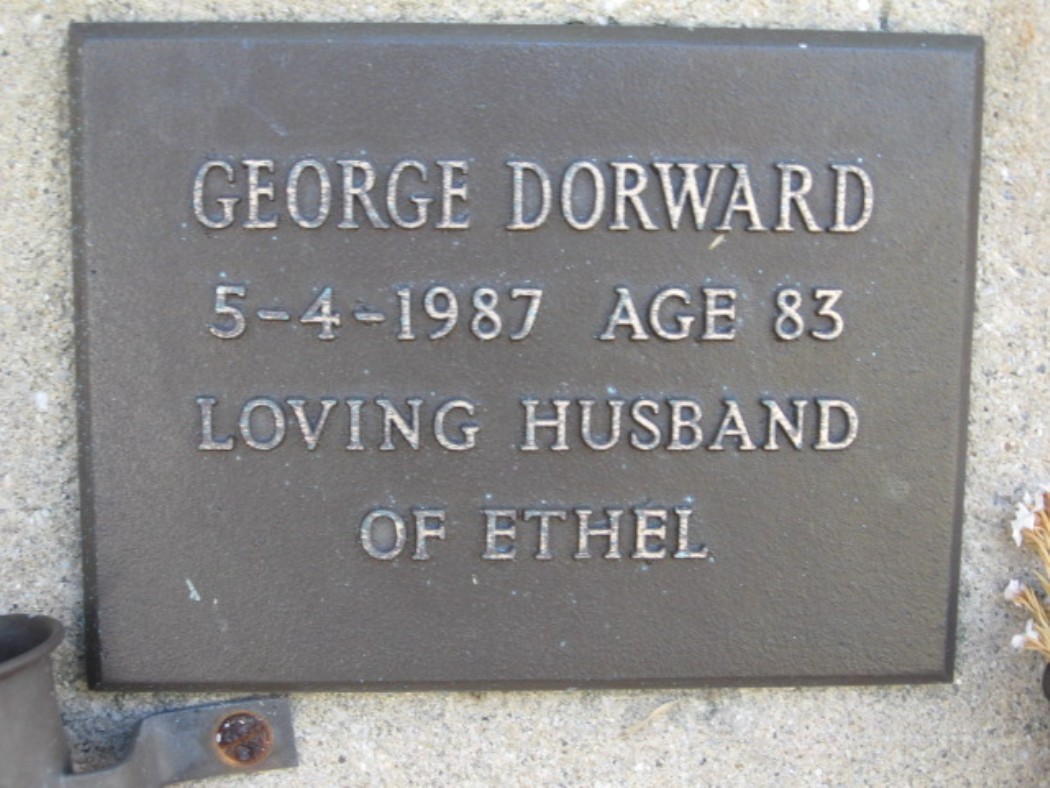 GEORGE DORWARD
5-4-1987 AGE 83
LOVING HUSBAND
OF ETHEL